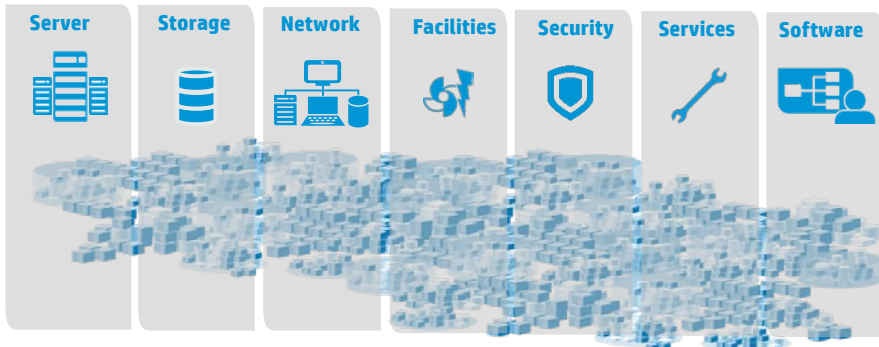 Server
Storage
Network
Facilities
Security
Services
Software